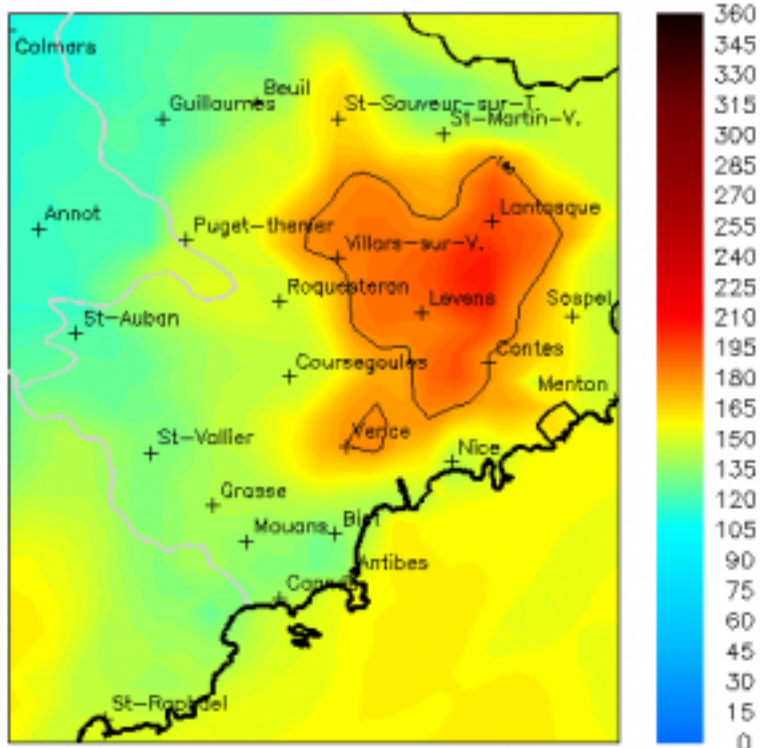 Colmars
Beuil
Guillaumes
St-Sauveur-sur-T.
St-Martin-V.
Annot
Lantosque
Puget-thenier
Villars-sur-V.
Roquesteron
Levens
Sospel
St-Auban
Contes
Coursegoules
Menton
Vence
St-Vallier
Nice
Grasse
Mouans
Biot
Antibes
Cannes
St-Raphael
360
345
330
315
300
285
270
255
240
225
210
195
180
165
150
135
120
105
90
75
60
45
30
15
0